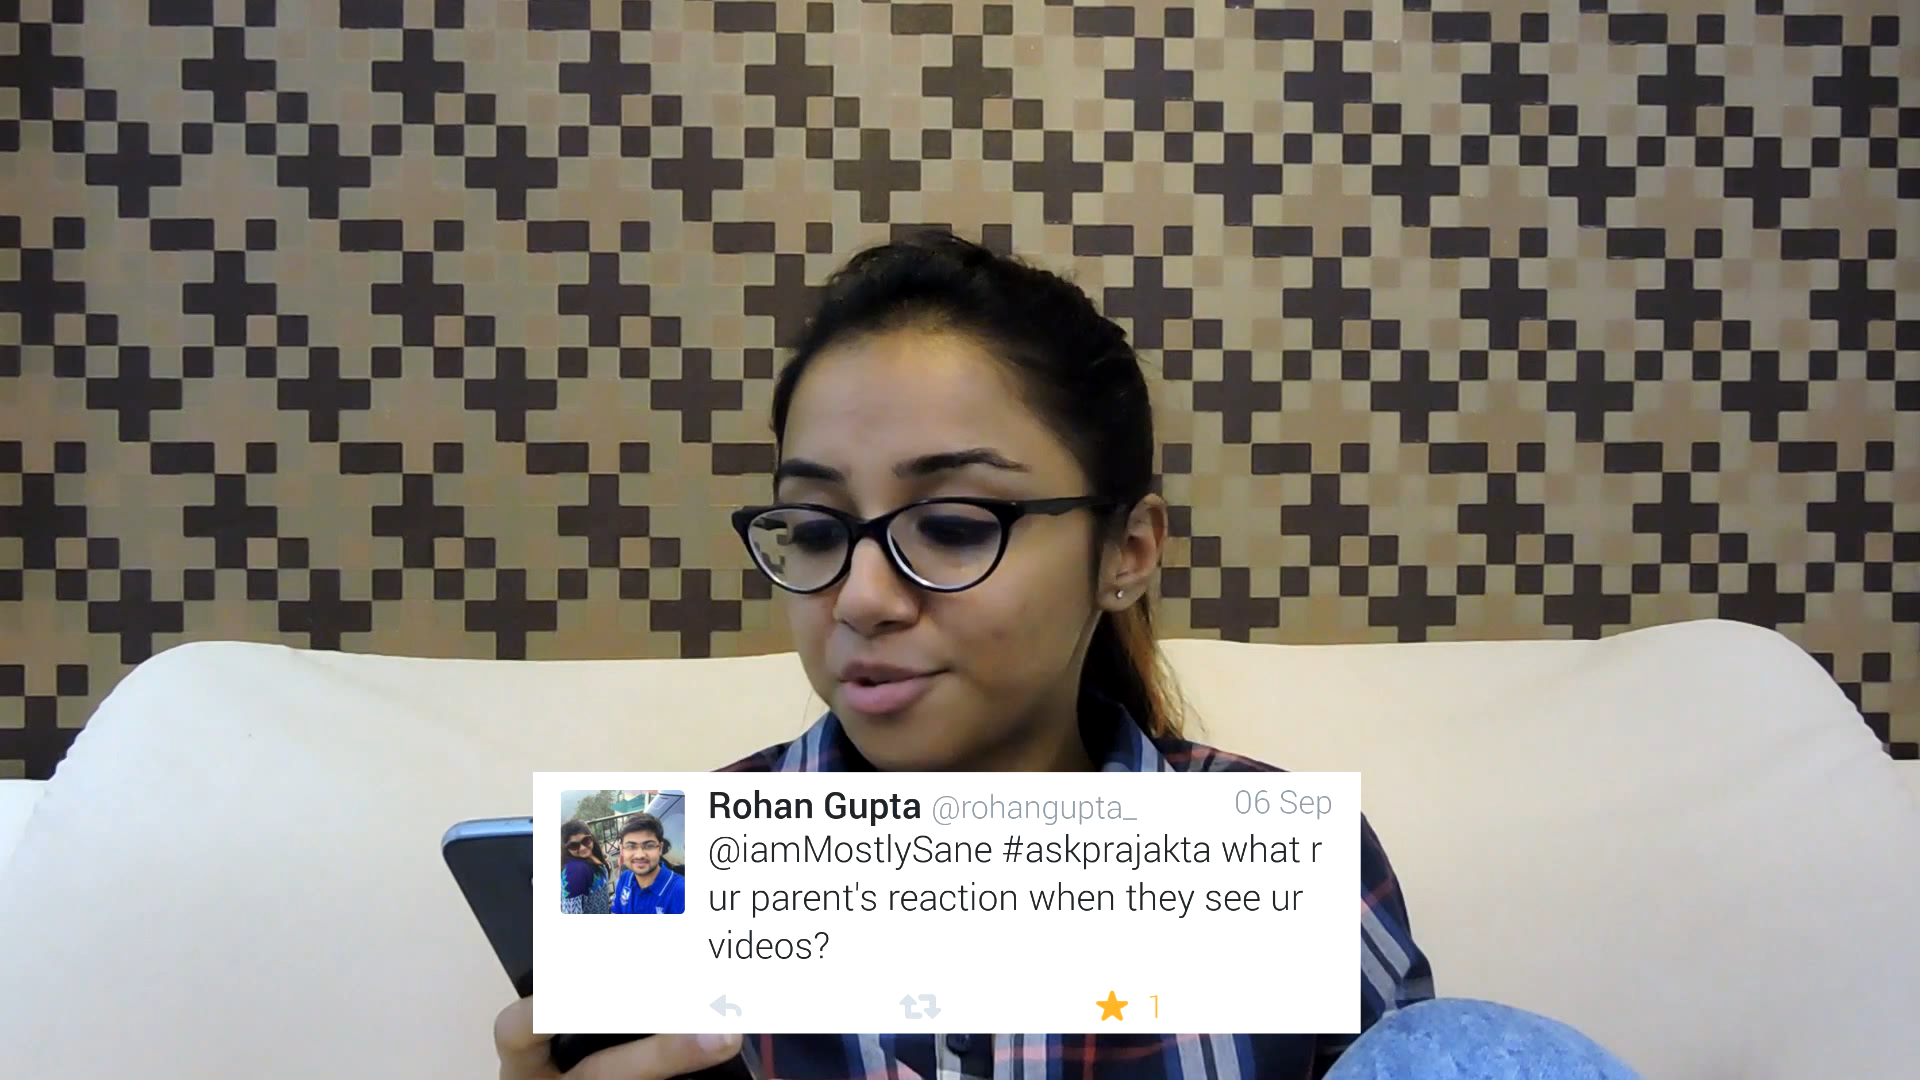 Rohan Gupta @rohangupta_ 06 Sep
@iamMostlySane #askprajakta what r
ur parent's reaction when they see ur
videos?
1